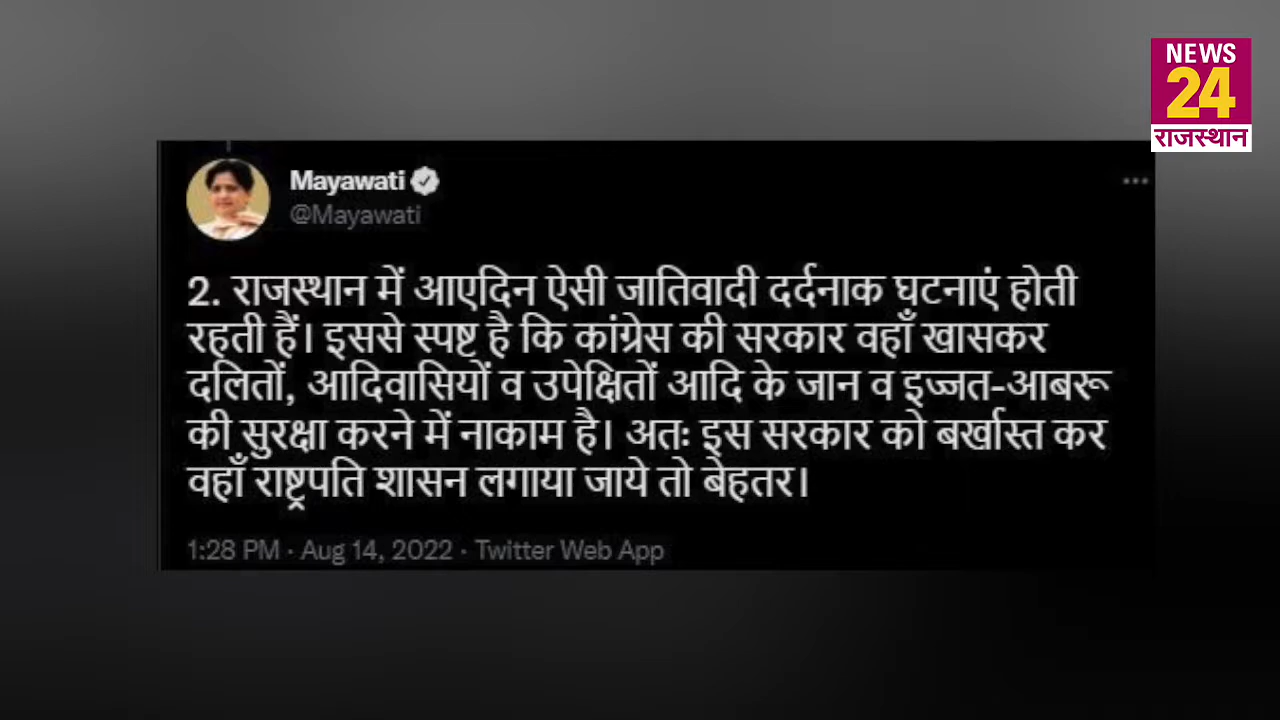 NEWS
24
राजस्थान
Mayawati
@Mayawati
2. राजस्थान में आएदिन ऐसी जातिवादी दर्दनाक घटनाएं होती
रहती हैं। इससे स्पष्ट है कि कांग्रेस की सरकार वहाँ खासकर
दलितों, आदिवासियों व उपेक्षितों आदि के जान व इज्जत-आबरू
की सुरक्षा करने में नाकाम है। अतः इस सरकार को बर्खास्त कर
वहाँ राष्ट्रपति शासन लगाया जाये तो बेहतर।
1:28 PM · Aug 14, 2022 · Twitter Web App